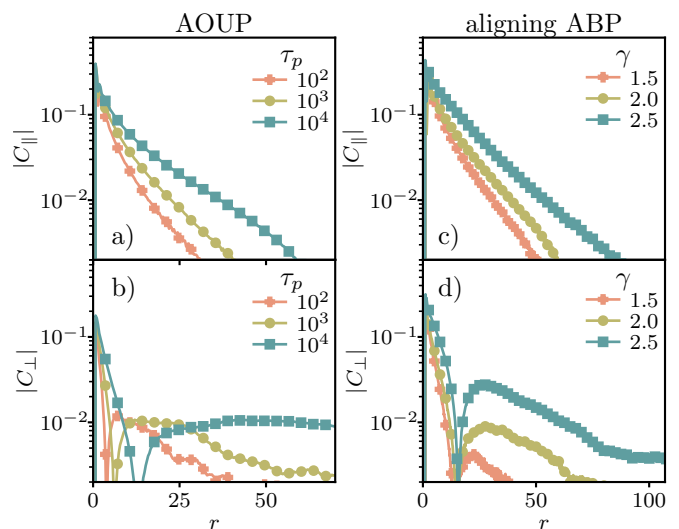 AOUP
aligning ABP
|C∥|
10⁻¹
10⁻²
τₚ
10²
10³
10⁴
a)
|C∥|
10⁻¹
10⁻²
γ
1.5
2.0
2.5
c)
|C⊥|
10⁻¹
10⁻²
b)
τₚ
10²
10³
10⁴
0 25 50
r
|C⊥|
10⁻¹
10⁻²
d)
γ
1.5
2.0
2.5
0 50 100
r